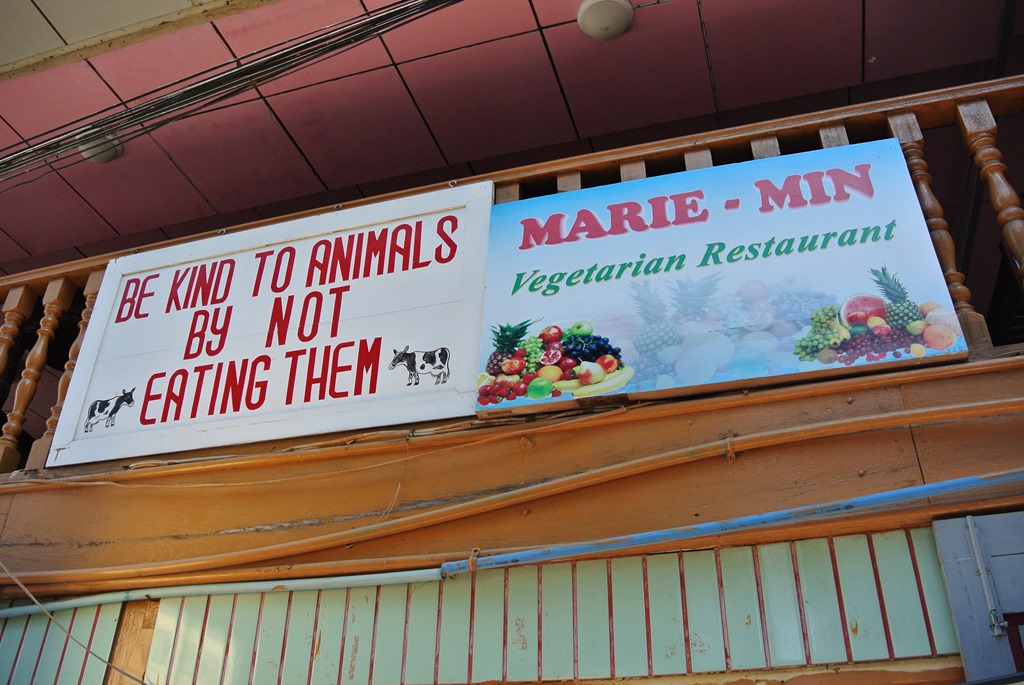 BE KIND TO ANIMALS
BY NOT
EATING THEM
MARIE - MIN
Vegetarian Restaurant